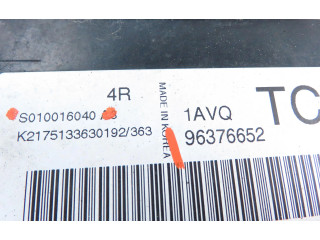 4R
S010016040 A3
K2175133630192/363
MADE IN KOREA
1AVQ
TC
96376652